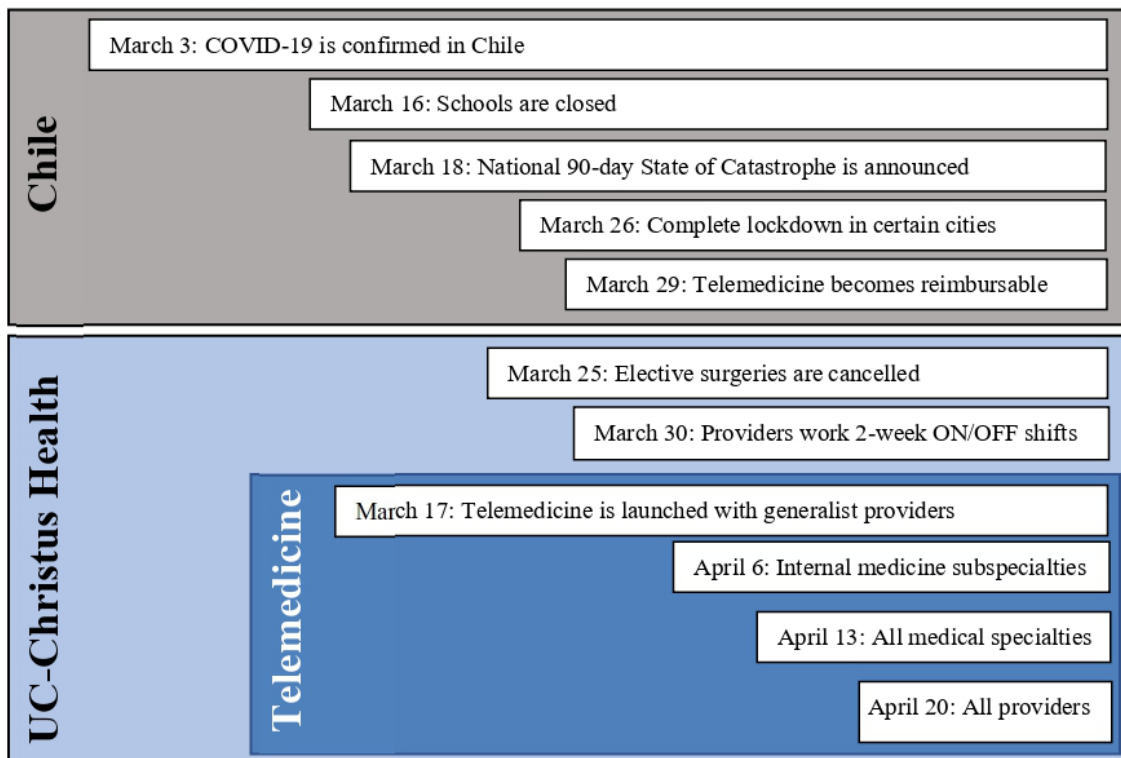 Chile
March 3: COVID-19 is confirmed in Chile
March 16: Schools are closed
March 18: National 90-day State of Catastrophe is announced
March 26: Complete lockdown in certain cities
March 29: Telemedicine becomes reimbursable
UC-Christus Health
March 25: Elective surgeries are cancelled
March 30: Providers work 2-week ON/OFF shifts
Telemedicine
March 17: Telemedicine is launched with generalist providers
April 6: Internal medicine subspecialties
April 13: All medical specialties
April 20: All providers